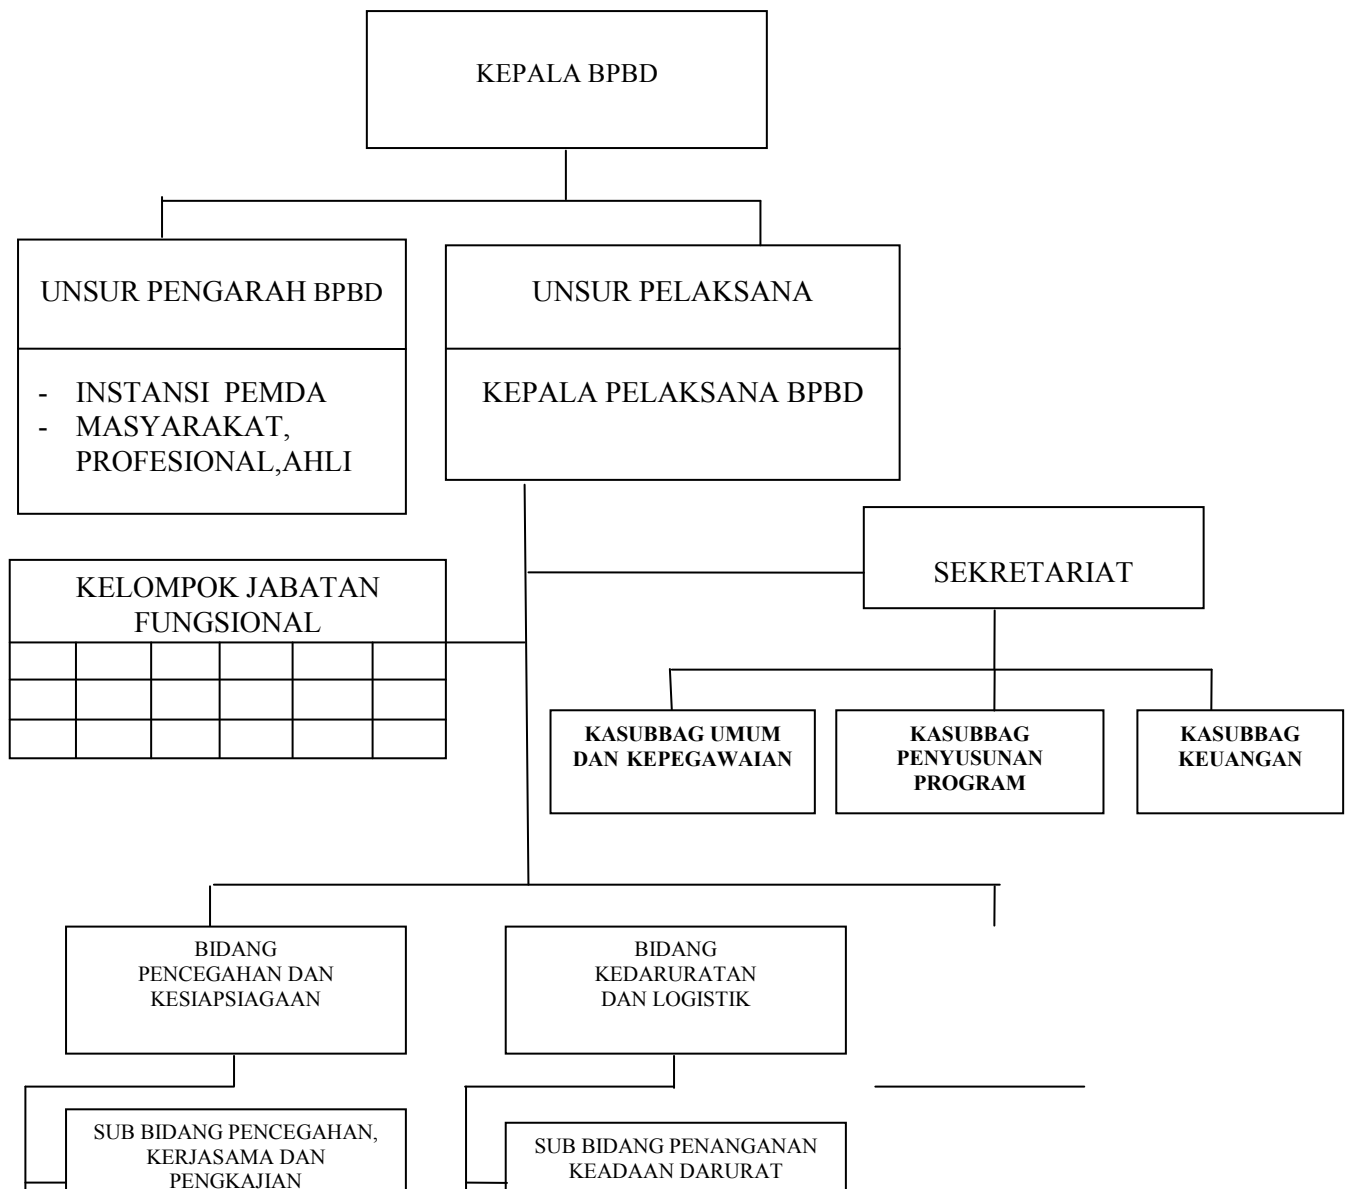 KEPALA BPBD
UNSUR PENGARAH BPBD
- INSTANSI PEMDA
- MASYARAKAT,
PROFESIONAL,AHLI
UNSUR PELAKSANA
KEPALA PELAKSANA BPBD
SEKRETARIAT
KELOMPOK JABATAN
FUNGSIONAL
KASUBBAG UMUM
DAN KEPEGAWAIAN
KASUBBAG
PENYUSUNAN
PROGRAM
KASUBBAG
KEUANGAN
BIDANG
PENCEGAHAN DAN
KESIAPSIAGAAN
BIDANG
KEDARURATAN
DAN LOGISTIK
SUB BIDANG PENCEGAHAN,
KERJASAMA DAN
PENGKAJIAN
SUB BIDANG PENANGANAN
KEADAAN DARURAT